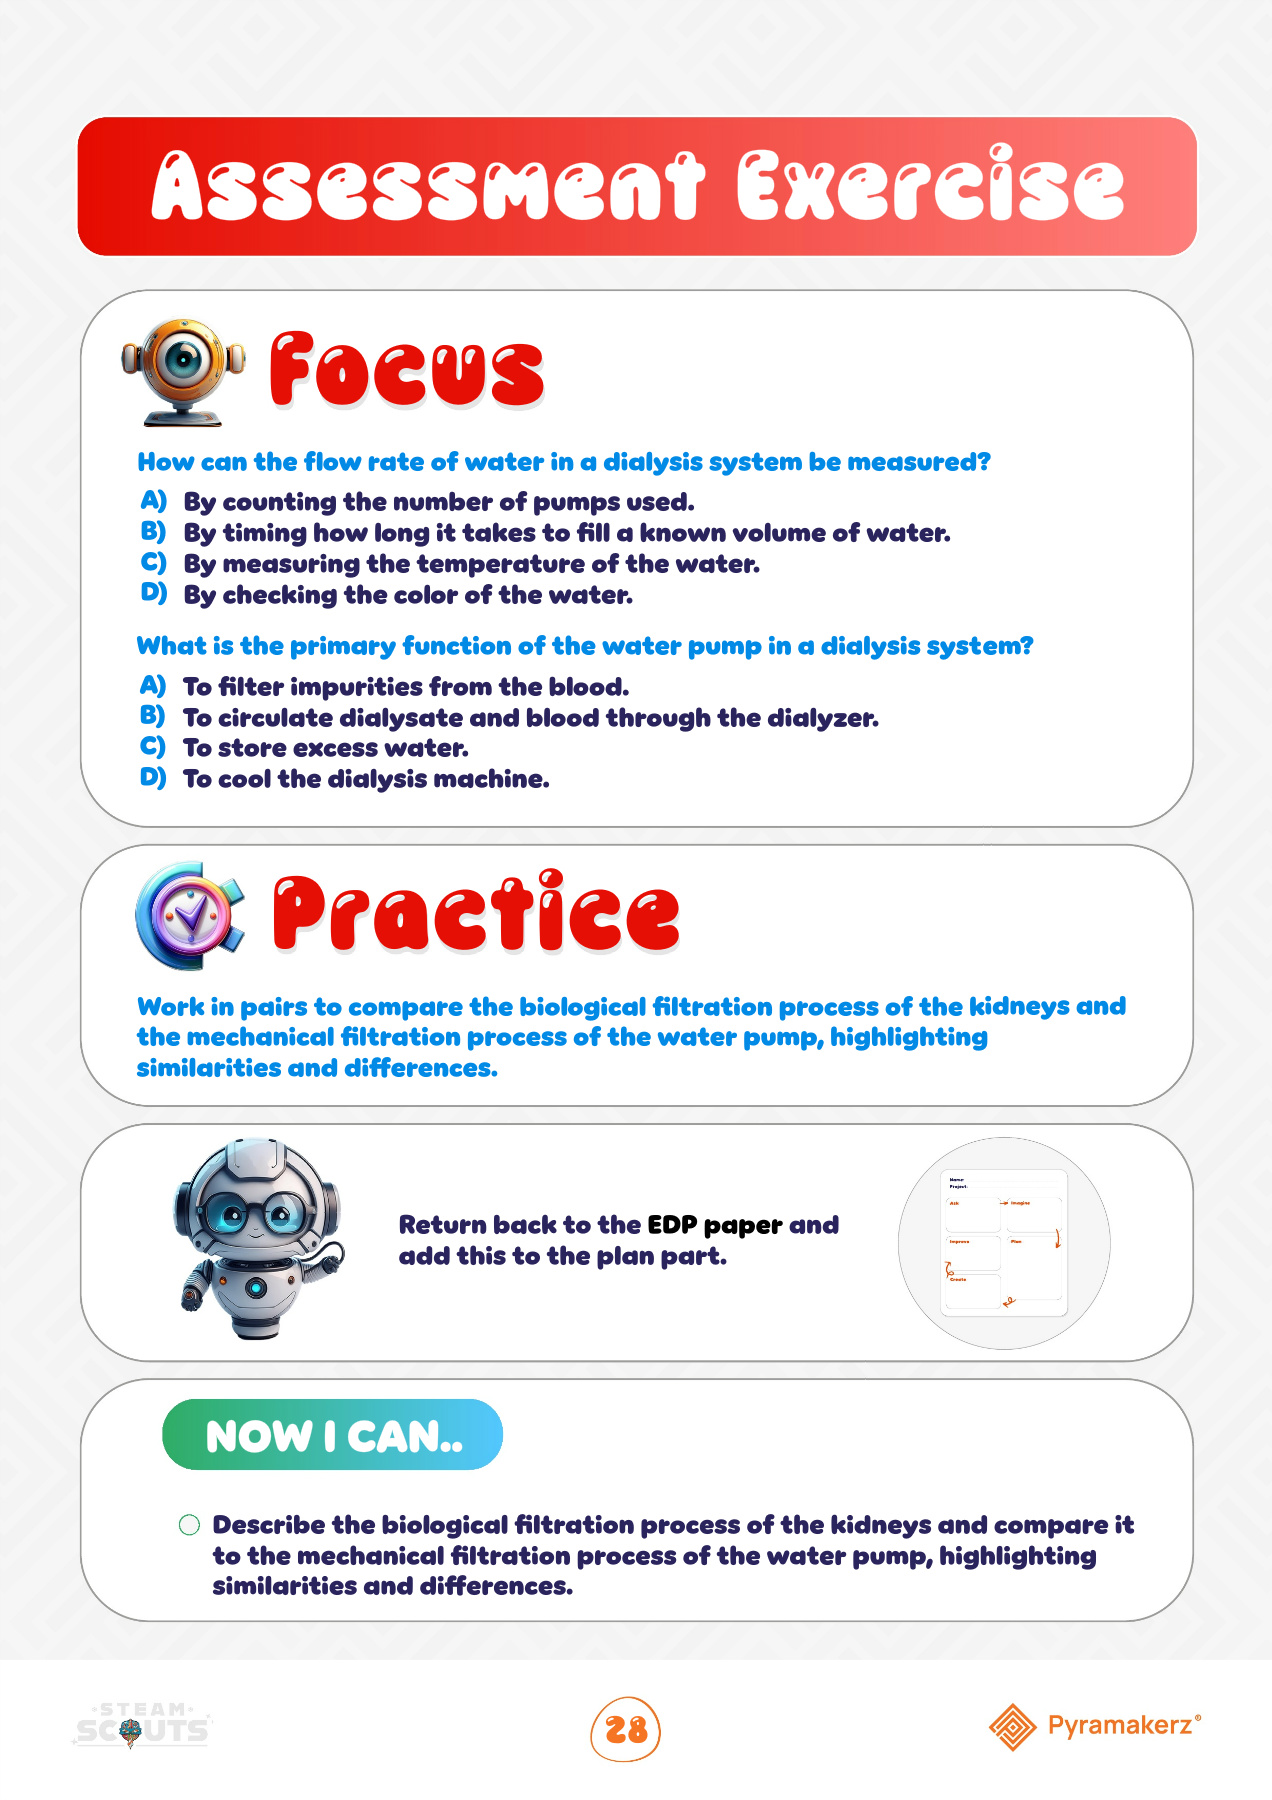 Assessment Exercise
Focus
How can the flow rate of water in a dialysis system be measured?
A) By counting the number of pumps used.
B) By timing how long it takes to fill a known volume of water.
C) By measuring the temperature of the water.
D) By checking the color of the water.
What is the primary function of the water pump in a dialysis system?
A) To filter impurities from the blood.
B) To circulate dialysate and blood through the dialyzer.
C) To store excess water.
D) To cool the dialysis machine.
Practice
Work in pairs to compare the biological filtration process of the kidneys and
the mechanical filtration process of the water pump, highlighting
similarities and differences.
Return back to the EDP paper and
add this to the plan part.
Name:
Project:
Ask
Imagine
Improve
Plan
Create
NOW I CAN..
Describe the biological filtration process of the kidneys and compare it
to the mechanical filtration process of the water pump, highlighting
similarities and differences.
STEAM
SCOUTS
28
Pyramakerz®